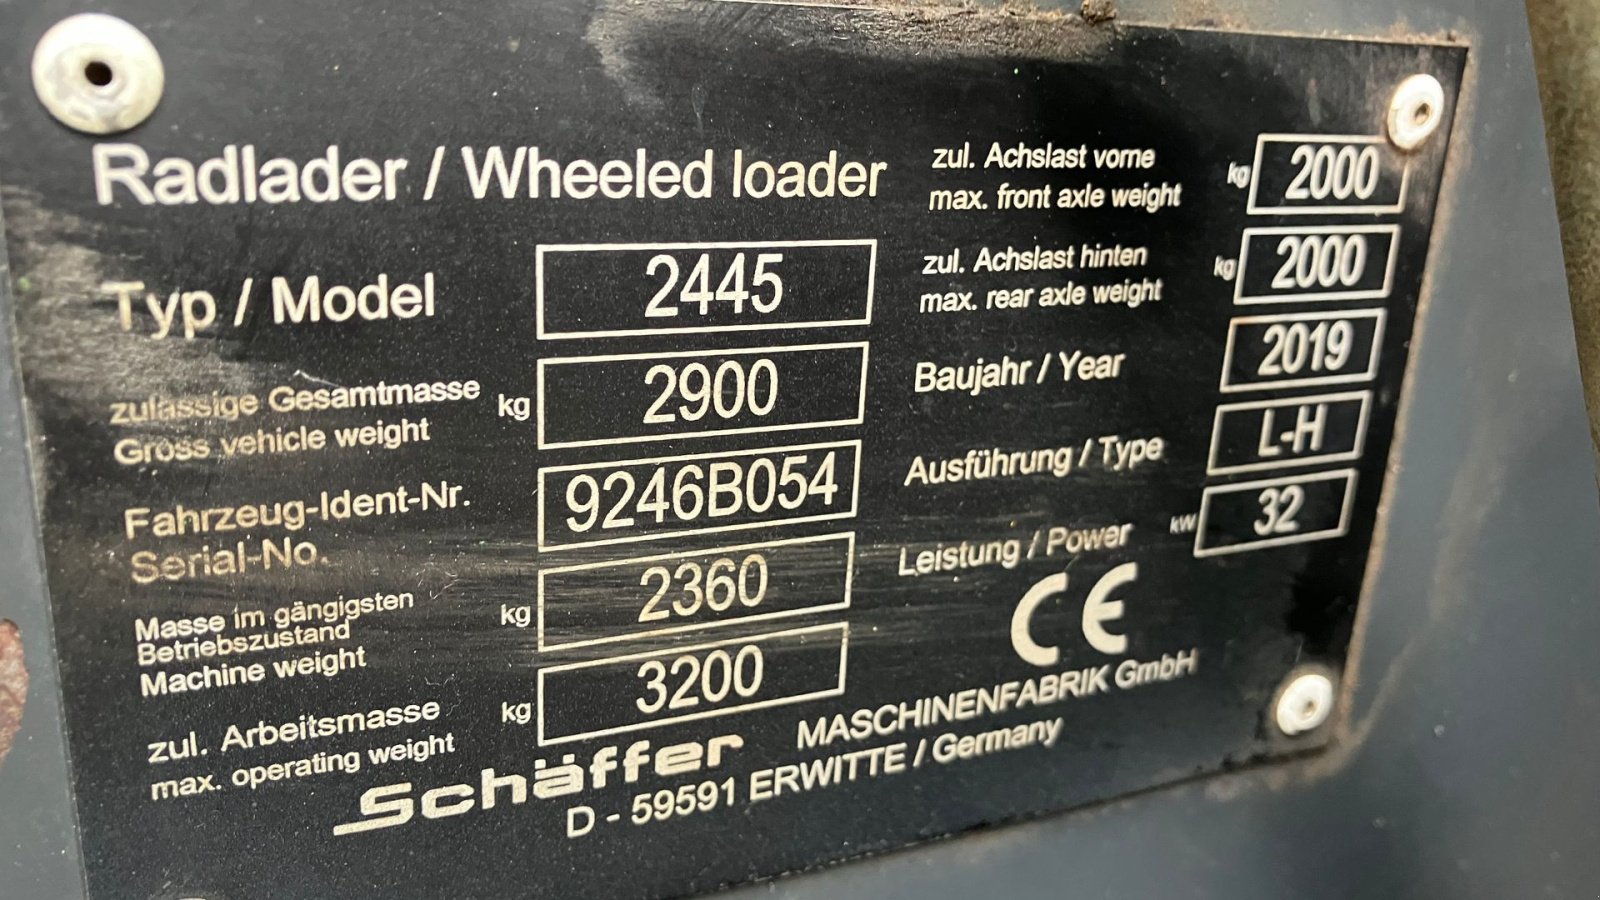 Radlader / Wheeled loader
Typ / Model 2445
zulässige Gesamtmasse
Gross vehicle weight kg 2900
Fahrzeug-Ident-Nr.
Serial-No. 9246B054
Masse im gängigsten
Betriebszustand
Machine weight kg 2360
zul. Arbeitsmasse
max. operating weight kg 3200
zul. Achslast vorne
max. front axle weight kg 2000
zul. Achslast hinten
max. rear axle weight kg 2000
Baujahr / Year 2019
Ausführung / Type L-H
Leistung / Power kW 32
CE
Schäffer MASCHINENFABRIK GmbH
D - 59591 ERWITTE / Germany